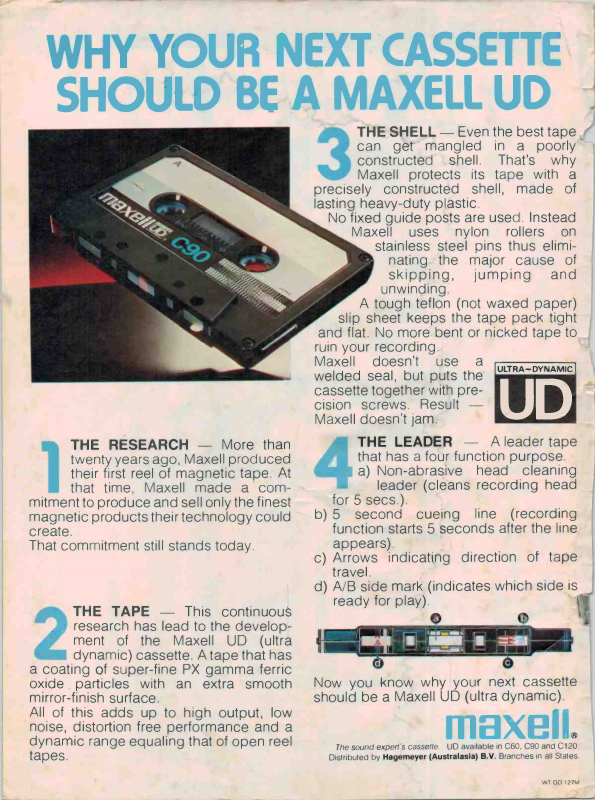 WHY YOUR NEXT CASSETTE
SHOULD BE A MAXELL UD
A
maxell UD
C90
1
THE RESEARCH — More than
twenty years ago, Maxell produced
their first reel of magnetic tape. At
that time, Maxell made a com-
mitment to produce and sell only the finest
magnetic products their technology could
create.
That commitment still stands today.
2
THE TAPE — This continuous
research has lead to the develop-
ment of the Maxell UD (ultra
dynamic) cassette. A tape that has
a coating of super-fine PX gamma ferric
oxide particles with an extra smooth
mirror-finish surface.
All of this adds up to high output, low
noise, distortion free performance and a
dynamic range equaling that of open reel
tapes.
3
THE SHELL — Even the best tape
can get mangled in a poorly
constructed shell. That's why
Maxell protects its tape with a
precisely constructed shell, made of
lasting heavy-duty plastic.
No fixed guide posts are used. Instead
Maxell uses nylon rollers on
stainless steel pins thus elimi-
nating the major cause of
skipping, jumping and
unwinding.
A tough teflon (not waxed paper)
slip sheet keeps the tape pack tight
and flat. No more bent or nicked tape to
ruin your recording.
Maxell doesn't use a
welded seal, but puts the
cassette together with pre-
cision screws. Result —
Maxell doesn't jam.
ULTRA-DYNAMIC
UD
4
THE LEADER — A leader tape
that has a four function purpose.
a) Non-abrasive head cleaning
leader (cleans recording head
for 5 secs.).
b) 5 second cueing line (recording
function starts 5 seconds after the line
appears).
c) Arrows indicating direction of tape
travel.
d) A/B side mark (indicates which side is
ready for play).
a b
d c
Now you know why your next cassette
should be a Maxell UD (ultra dynamic).
maxell®
The sound expert's cassette. UD available in C60, C90 and C120
Distributed by Hagemeyer (Australasia) B.V. Branches in all States.
WT GD 127M